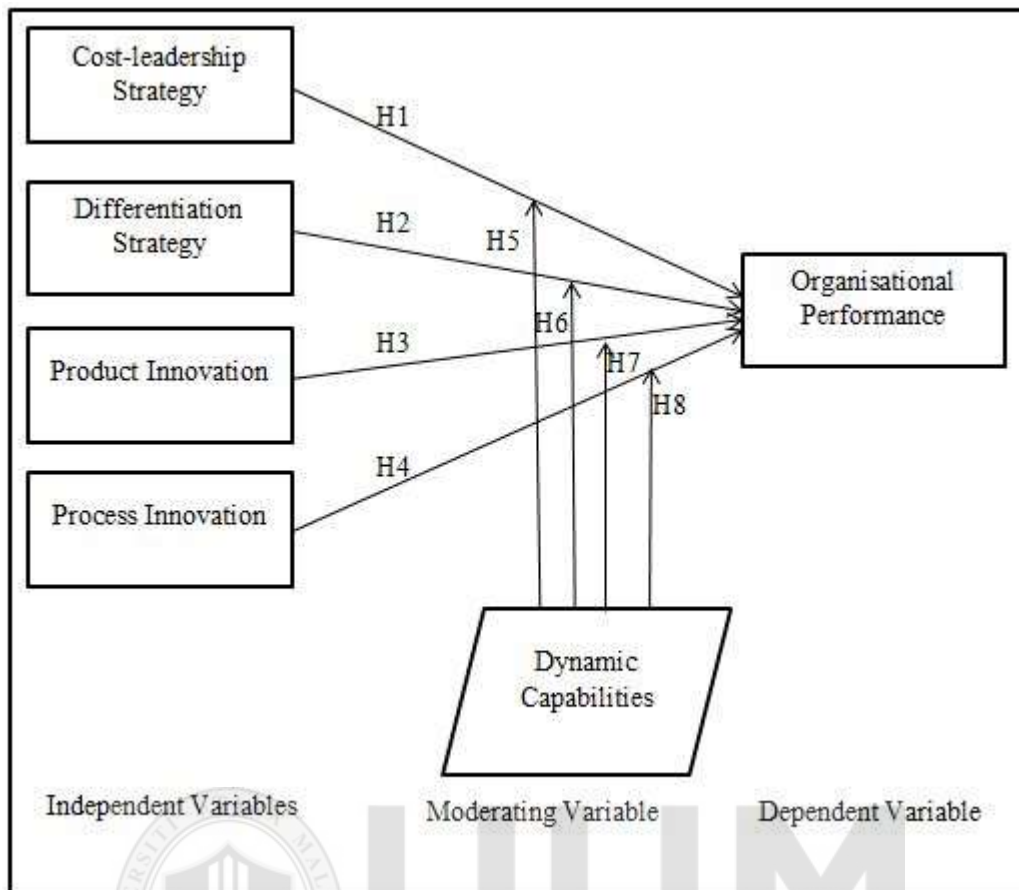 Cost-leadership
Strategy
H1
Differentiation
Strategy
H2
H5
Organisational
Performance
H6
Product Innovation
H3
H7
H8
Process Innovation
H4
Dynamic
Capabilities
Independent Variables
Moderating Variable
Dependent Variable
UUM